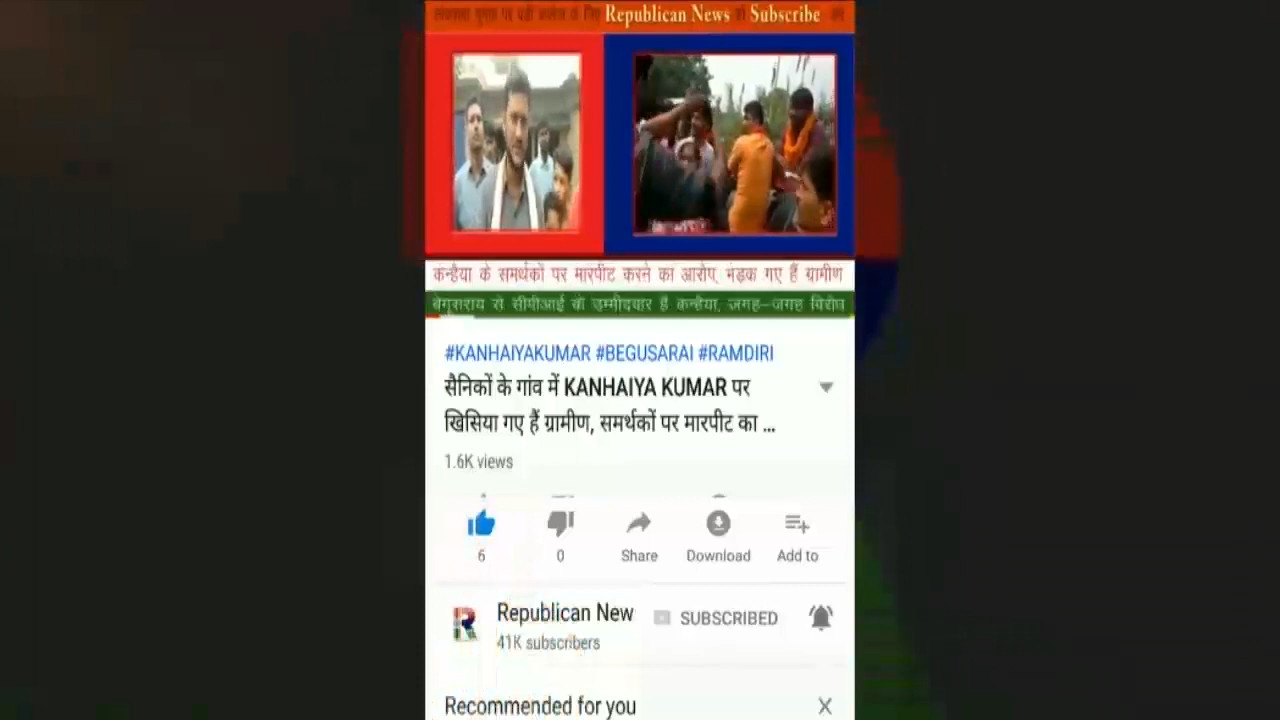 Republican News Subscribe
कन्हैया के समर्थकों पर मारपीट करने का आरोप, भड़क गए हैं ग्रामीण
बेगूसराय से सीपीआई के उम्मीदवार हैं कन्हैया, जगह-जगह विरोध
#KANHAIYAKUMAR #BEGUSARAI #RAMDIRI
सैनिकों के गांव में KANHAIYA KUMAR पर
खिसिया गए हैं ग्रामीण, समर्थकों पर मारपीट का ...
1.6K views
6 0 Share Download Add to
Republican New SUBSCRIBED
41K subscribers
Recommended for you